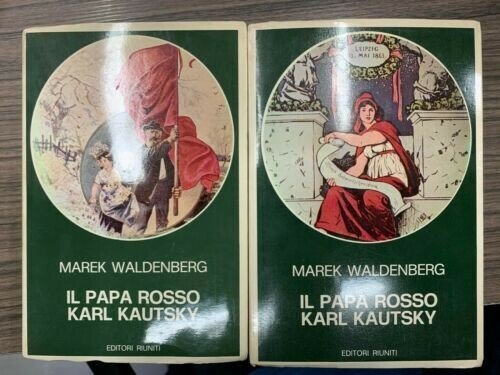 MAREK WALDENBERG
IL PAPA ROSSO
KARL KAUTSKY
EDITORI RIUNITI
LEIPZIG
MAREK WALDENBERG
IL PAPA ROSSO
KARL KAUTSKY
EDITORI RIUNITI